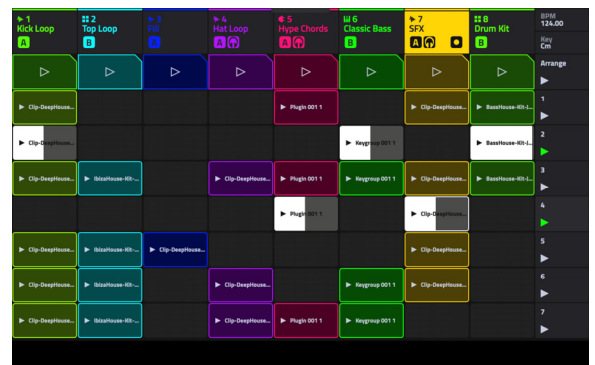 1 2 3 4 5 6 7 8 BPM
Kick Loop Top Loop Fill Hat Loop Hype Chords Classic Bass SFX Drum Kit 124.00
A B A A A B A B Key
Cm
Arrange
Clip-DeepHouse... Plugin 001 1 Clip-DeepHouse... BassHouse-Kit-J... 1
Clip-DeepHouse... Keygroup 001 1 BassHouse-Kit-J... 2
Clip-DeepHouse... IbizaHouse-Kit-... Clip-DeepHouse... Plugin 001 1 Keygroup 001 1 Clip-DeepHouse... BassHouse-Kit-J... 3
Plugin 001 1 Clip-DeepHouse... 4
Clip-DeepHouse... IbizaHouse-Kit-... Clip-DeepHouse... Clip-DeepHouse... 5
Clip-DeepHouse... IbizaHouse-Kit-... Clip-DeepHouse... Keygroup 001 1 Clip-DeepHouse... 6
Clip-DeepHouse... IbizaHouse-Kit-... Clip-DeepHouse... Plugin 001 1 Keygroup 001 1 7